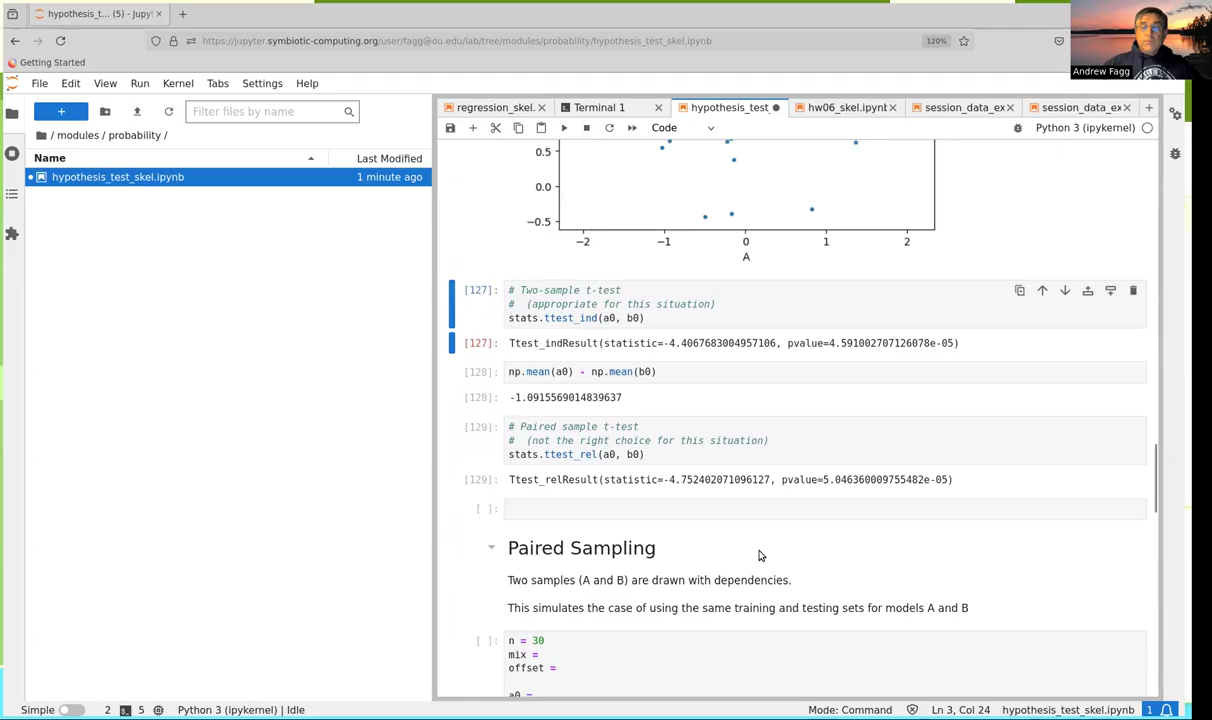 hypothesis_t... (5) - Jupyt
https://jupyter.symbiotic-computing.org/user/fagg@ou.edu/lab/tree/modules/probability/hypothesis_test_skel.ipynb
120%
Getting Started
Andrew Fagg
File Edit View Run Kernel Tabs Settings Help
regression_skel. Terminal 1 hypothesis_test_ hw06_skel.ipynt session_data_ex session_data_ex
Filter files by name
Code
Python 3 (ipykernel)
/ modules / probability /
Name Last Modified
hypothesis_test_skel.ipynb 1 minute ago
0.5
0.0
−0.5
−2 −1 0 1 2
A
[127]: # Two-sample t-test
# (appropriate for this situation)
stats.ttest_ind(a0, b0)
[127]: Ttest_indResult(statistic=-4.4067683004957106, pvalue=4.591002707126078e-05)
[128]: np.mean(a0) - np.mean(b0)
[128]: -1.0915569014839637
[129]: # Paired sample t-test
# (not the right choice for this situation)
stats.ttest_rel(a0, b0)
[129]: Ttest_relResult(statistic=-4.752402071096127, pvalue=5.046360009755482e-05)
[ ]:
Paired Sampling
Two samples (A and B) are drawn with dependencies.
This simulates the case of using the same training and testing sets for models A and B
[ ]: n = 30
mix =
offset =
a0 =
Simple 2 5 Python 3 (ipykernel) | Idle Mode: Command Ln 3, Col 24 hypothesis_test_skel.ipynb 1